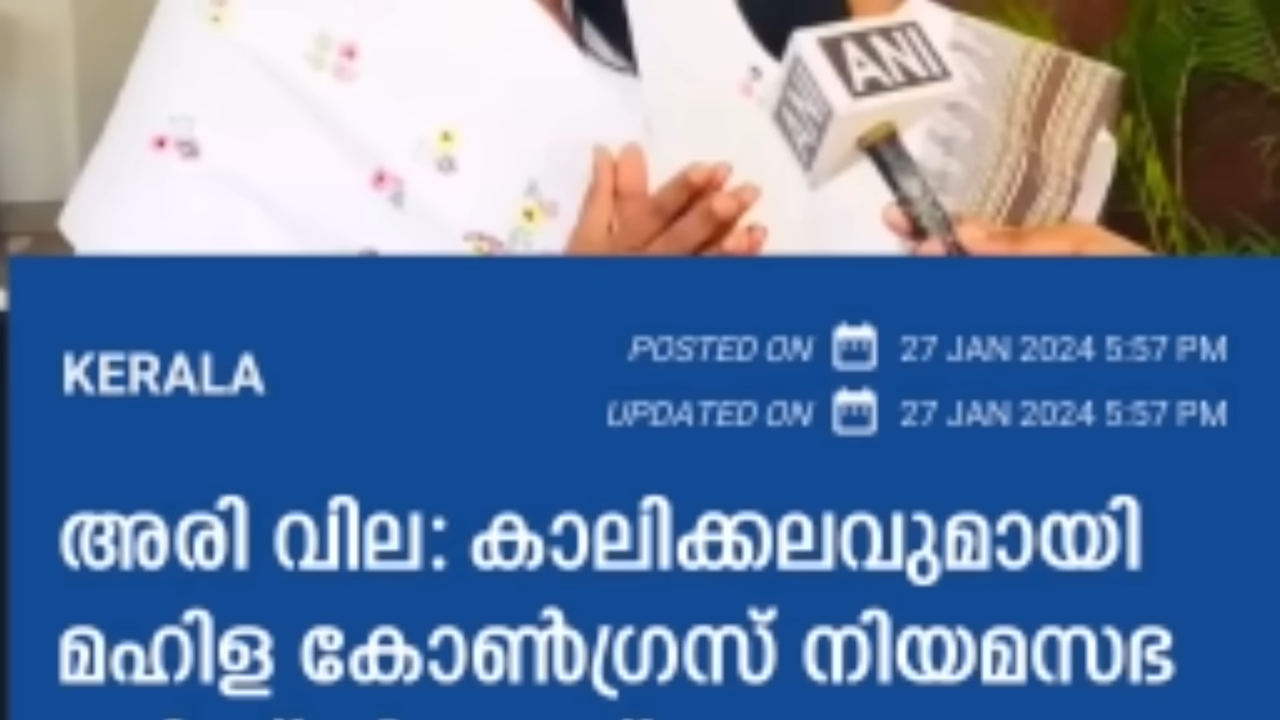 ANI
ANI
KERALA
POSTED ON 27 JAN 2024 5:57 PM
UPDATED ON 27 JAN 2024 5:57 PM
അരി വില: കാലിക്കലവുമായി
മഹിള കോൺഗ്രസ് നിയമസഭ